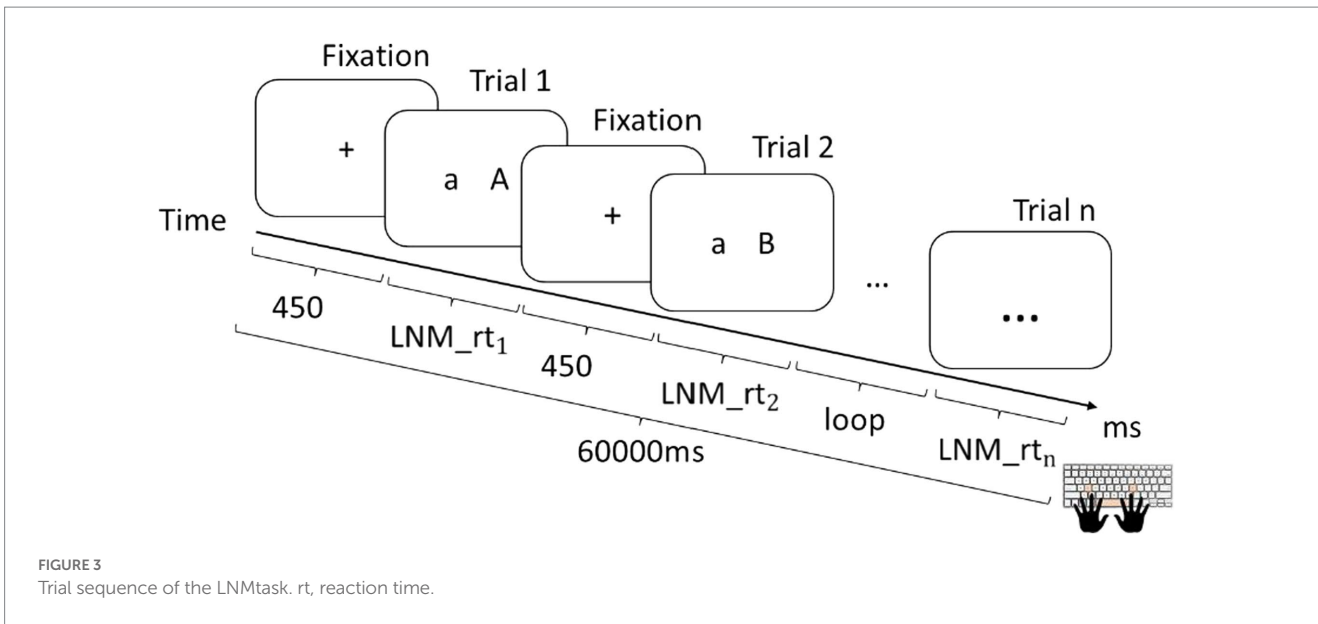 Fixation
Trial 1
Fixation
Trial 2
Trial n
+
a A
+
a B
...
...
Time
450
LNM_rt₁
450
LNM_rt₂
loop
LNM_rtₙ
ms
60000ms
FIGURE 3
Trial sequence of the LNMtask. rt, reaction time.